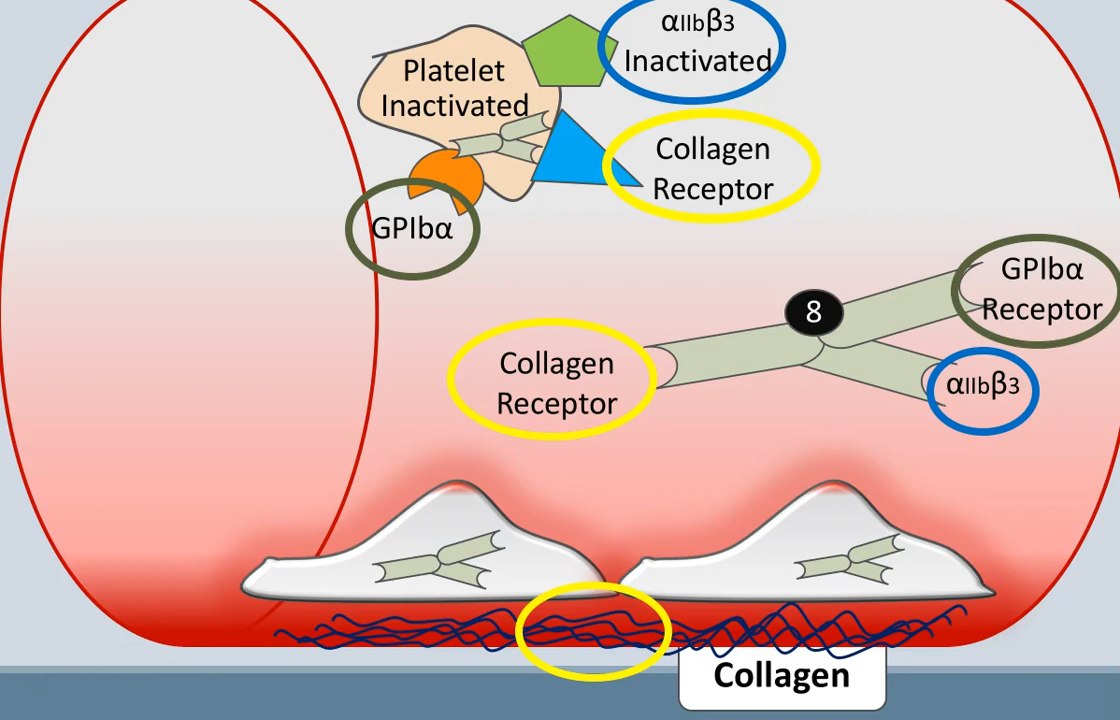 αIIbβ3
Inactivated
Platelet
Inactivated
Collagen
Receptor
GPIbα
GPIbα
Receptor
8
Collagen
Receptor
αIIbβ3
Collagen